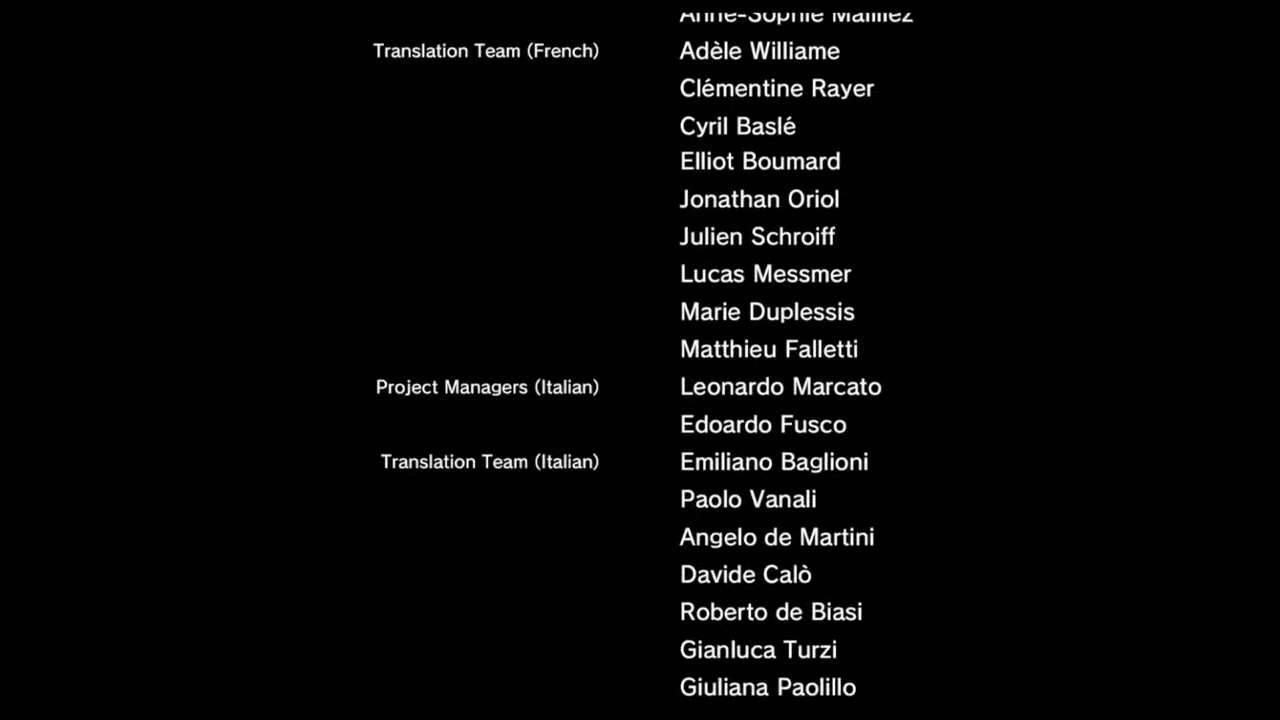 Anne-Sophie
Translation Team (French) Adèle Williame
Clémentine Rayer
Cyril Baslé
Elliot Boumard
Jonathan Oriol
Julien Schroiff
Lucas Messmer
Marie Duplessis
Matthieu Falletti
Project Managers (Italian) Leonardo Marcato
Edoardo Fusco
Translation Team (Italian) Emiliano Baglioni
Paolo Vanali
Angelo de Martini
Davide Calò
Roberto de Biasi
Gianluca Turzi
Giuliana Paolillo